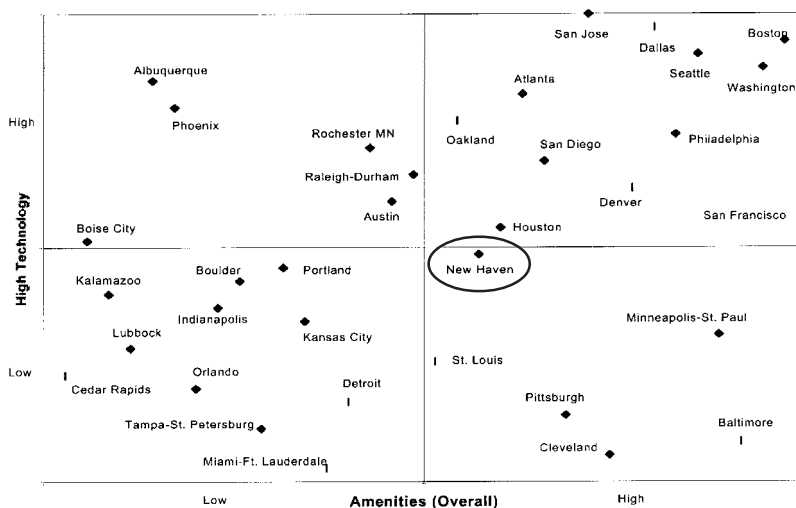 San Jose
Dallas
Boston
Seattle
Washington
Albuquerque
Atlanta
Phoenix
High
Rochester MN
Oakland
San Diego
Philadelphia
Raleigh-Durham
Austin
Denver
San Francisco
Boise City
Houston
High Technology
Boulder
Portland
New Haven
Kalamazoo
Indianapolis
Minneapolis-St. Paul
Lubbock
Kansas City
St. Louis
Low
Cedar Rapids
Orlando
Detroit
Pittsburgh
Tampa-St. Petersburg
Baltimore
Cleveland
Miami-Ft. Lauderdale
Low
Amenities (Overall)
High